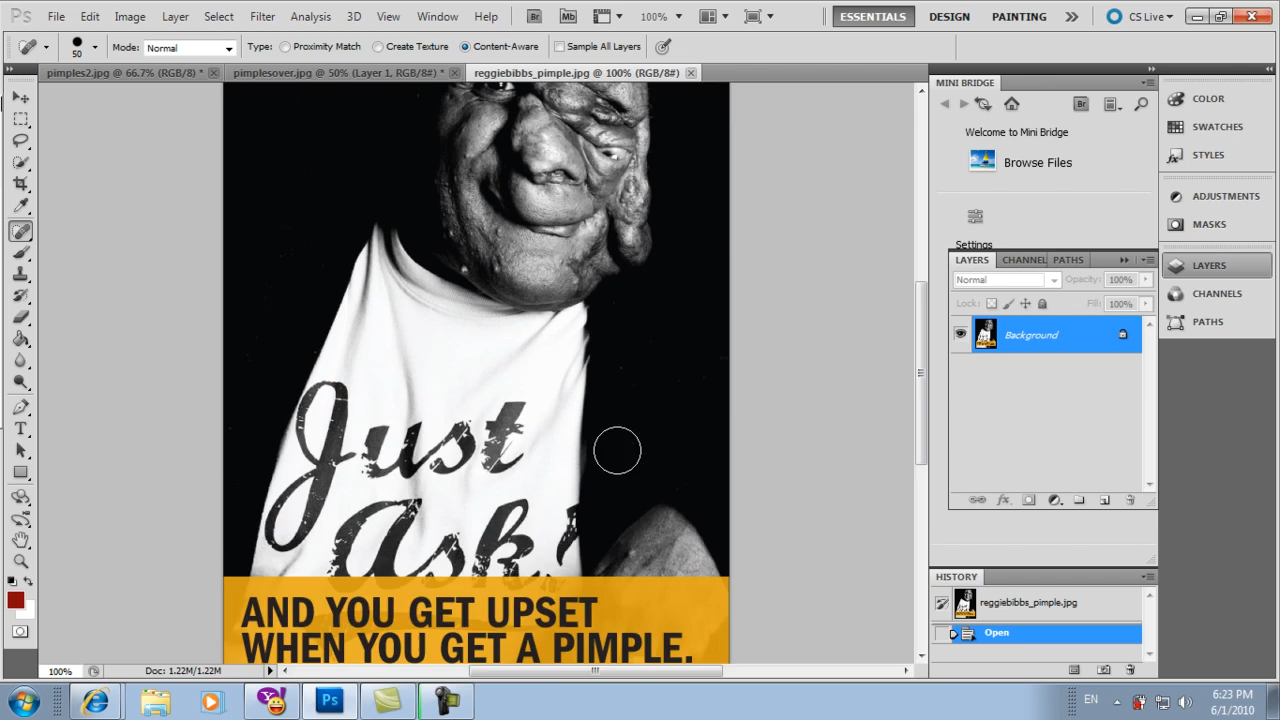 Ps File Edit Image Layer Select Filter Analysis 3D View Window Help Br Mb 100% ESSENTIALS DESIGN PAINTING CS Live
50 Mode: Normal Type: Proximity Match Create Texture Content-Aware Sample All Layers
pimples2.jpg @ 66.7% (RGB/8) * pimplesover.jpg @ 50% (Layer 1, RGB/8#) * reggiebibbs_pimple.jpg @ 100% (RGB/8#)
MINI BRIDGE
Br
Welcome to Mini Bridge
Browse Files
Settings
COLOR
SWATCHES
STYLES
ADJUSTMENTS
MASKS
LAYERS
CHANNELS
PATHS
LAYERS CHANNEL PATHS
Normal Opacity: 100%
Lock: Fill: 100%
Background
HISTORY
reggiebibbs_pimple.jpg
Open
Just
Ask!
AND YOU GET UPSET
WHEN YOU GET A PIMPLE.
100% Doc: 1.22M/1.22M
Ps EN 6:23 PM
6/1/2010